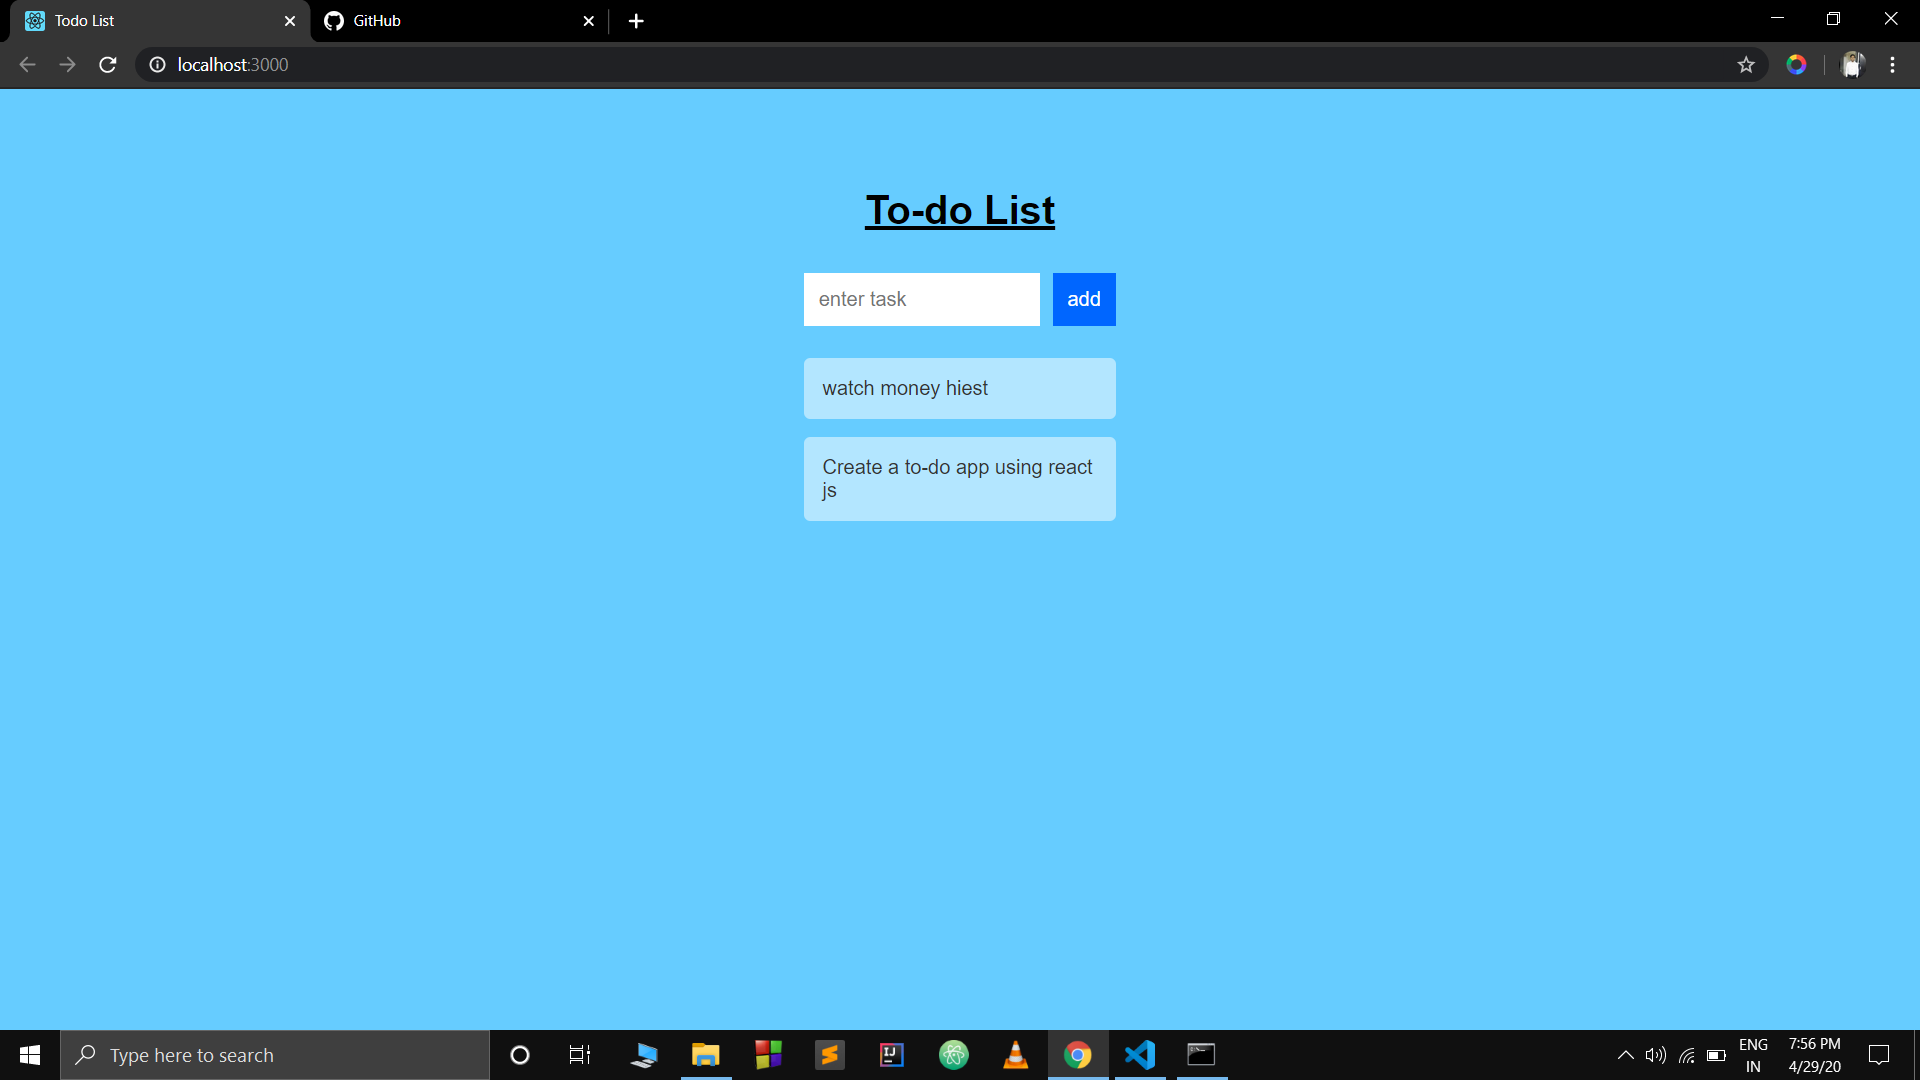 Todo List
GitHub
localhost:3000
To-do List
enter task
add
watch money hiest
Create a to-do app using react
js
Type here to search
IJ
ENG
IN
7:56 PM
4/29/20